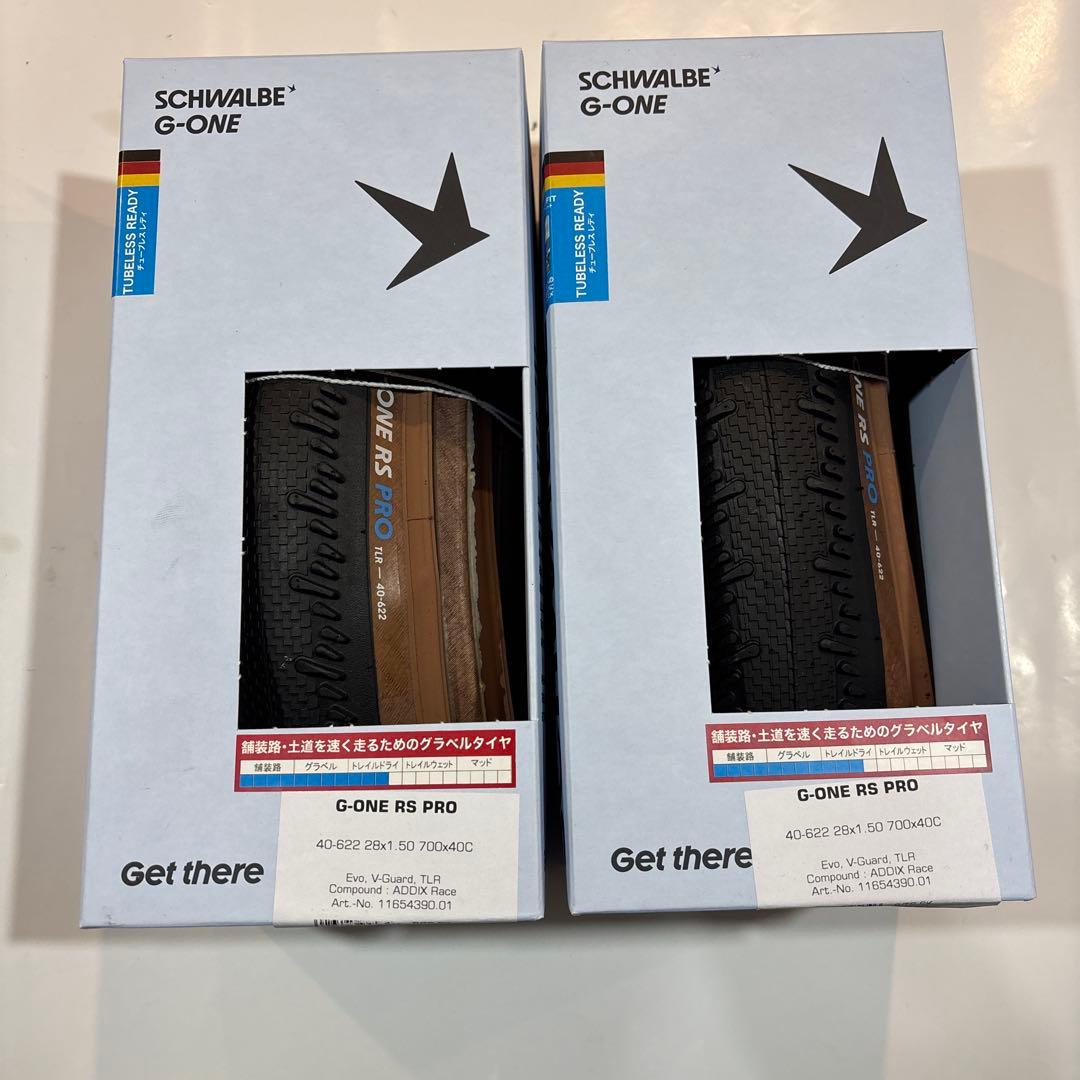 SCHWALBE
G-ONE
TUBELESS READY
チューブレス レディ
ONE RS PRO TLR — 40-622
舗装路・土道を速く走るためのグラベルタイヤ
舗装路 グラベル トレイルドライ トレイルウェット マッド
G-ONE RS PRO
40-622 28x1.50 700x40C
Evo, V-Guard, TLR
Compound : ADDIX Race
Art.-No. 11654390.01
Get there
SCHWALBE
G-ONE
TUBELESS READY
チューブレス レディ
NE RS PRO TLR — 40-622
舗装路・土道を速く走るためのグラベルタイヤ
舗装路 グラベル トレイルドライ トレイルウェット マッド
G-ONE RS PRO
40-622 28x1.50 700x40C
Evo, V-Guard, TLR
Compound : ADDIX Race
Art.-No. 11654390.01
Get there